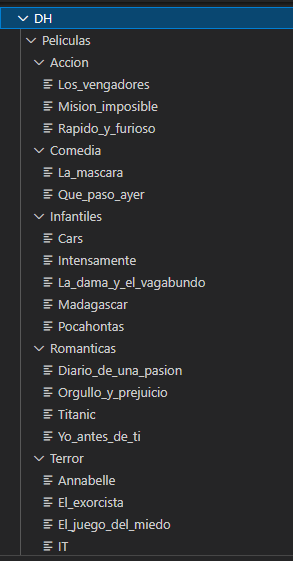 DH
Peliculas
Accion
Los_vengadores
Mision_imposible
Rapido_y_furioso
Comedia
La_mascara
Que_paso_ayer
Infantiles
Cars
Intensamente
La_dama_y_el_vagabundo
Madagascar
Pocahontas
Romanticas
Diario_de_una_pasion
Orgullo_y_prejuicio
Titanic
Yo_antes_de_ti
Terror
Annabelle
El_exorcista
El_juego_del_miedo
IT